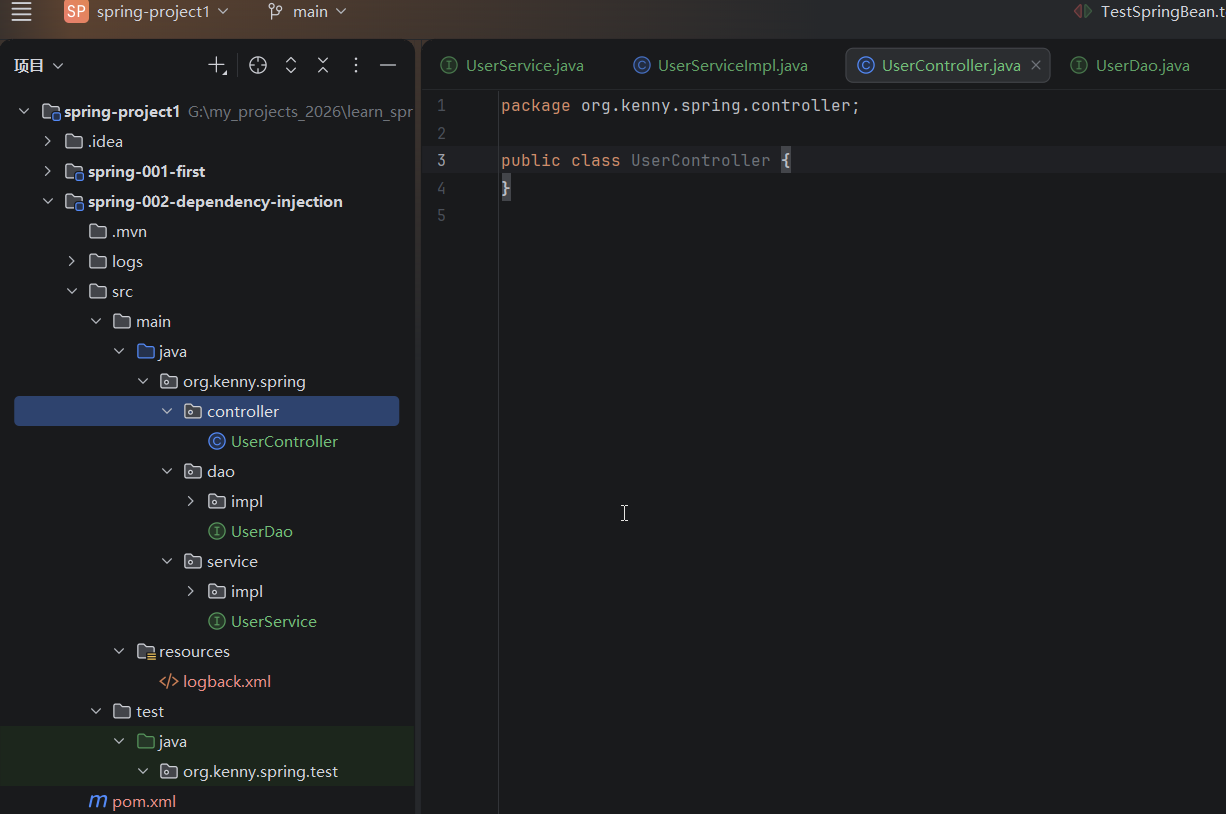 SP spring-project1 main TestSpringBean.t
项目
UserService.java UserServiceImpl.java UserController.java UserDao.java
spring-project1 G:\my_projects_2026\learn_spr
.idea
spring-001-first
spring-002-dependency-injection
.mvn
logs
src
main
java
org.kenny.spring
controller
UserController
dao
impl
UserDao
service
impl
UserService
resources
logback.xml
test
java
org.kenny.spring.test
pom.xml
1 package org.kenny.spring.controller;
2
3 public class UserController {
4 }
5